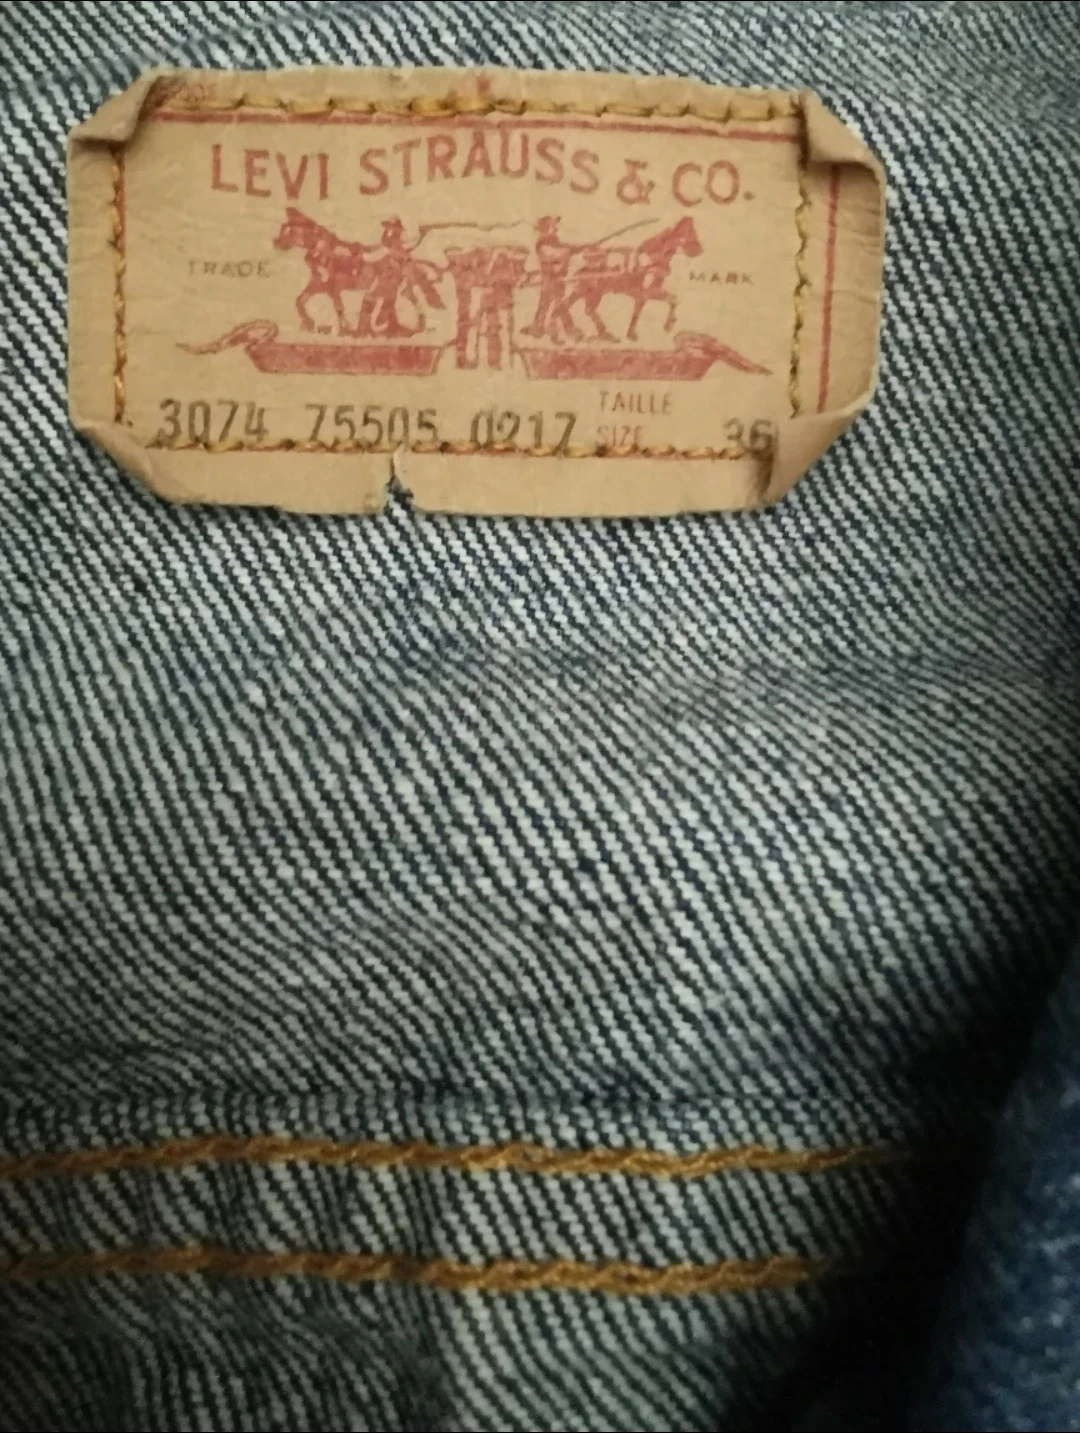 LEVI STRAUSS & CO.
TRADE MARK
TAILLE
3074 75505 0217 SIZE 36